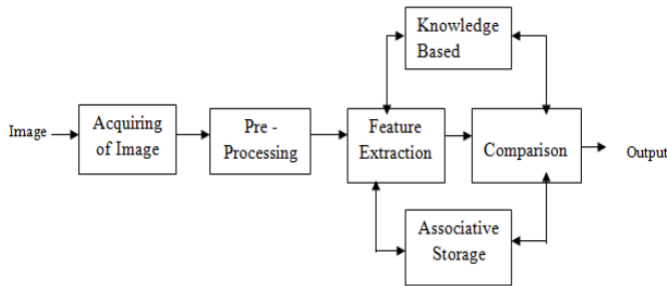 Knowledge
Based
Image
Acquiring
of Image
Pre -
Processing
Feature
Extraction
Comparison
Output
Associative
Storage